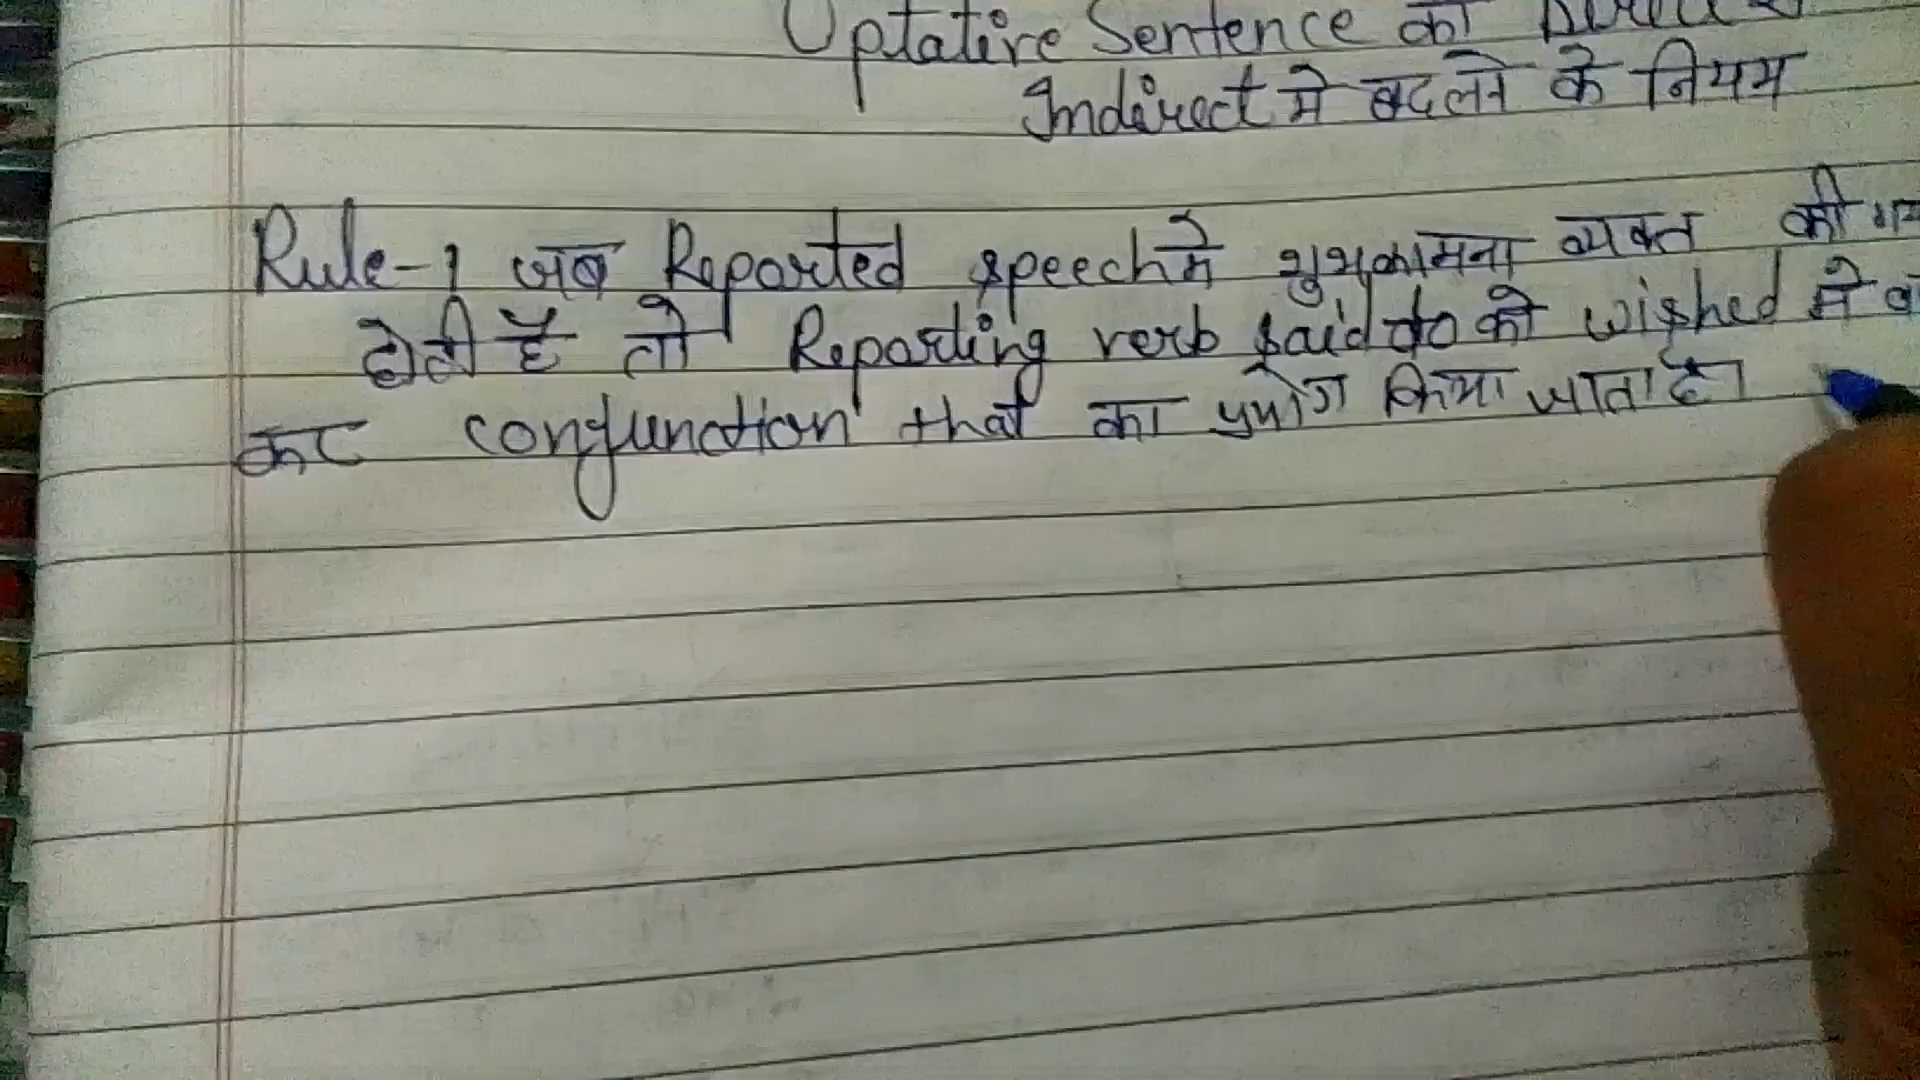 Optative Sentence को
Indirect मे बदलने के नियम
Rule-1 जब Reported speech मे शुभकामना व्यक्त की
होती है तो Reporting verb said to को wished मे
कर conjunction that का प्रयोग किया जाता है।